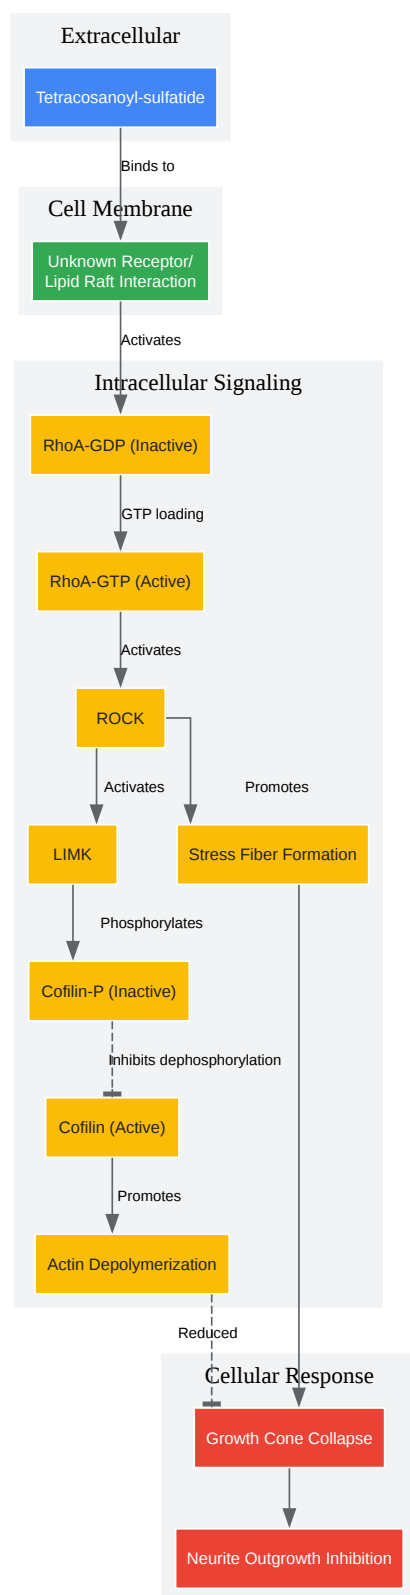 Extracellular
Tetracosanoyl-sulfatide
Binds to
Cell Membrane
Unknown Receptor/
Lipid Raft Interaction
Activates
Intracellular Signaling
RhoA-GDP (Inactive)
GTP loading
RhoA-GTP (Active)
Activates
ROCK
Activates
Promotes
LIMK
Stress Fiber Formation
Phosphorylates
Cofilin-P (Inactive)
Inhibits dephosphorylation
Cofilin (Active)
Promotes
Actin Depolymerization
Reduced
Cellular Response
Growth Cone Collapse
Neurite Outgrowth Inhibition